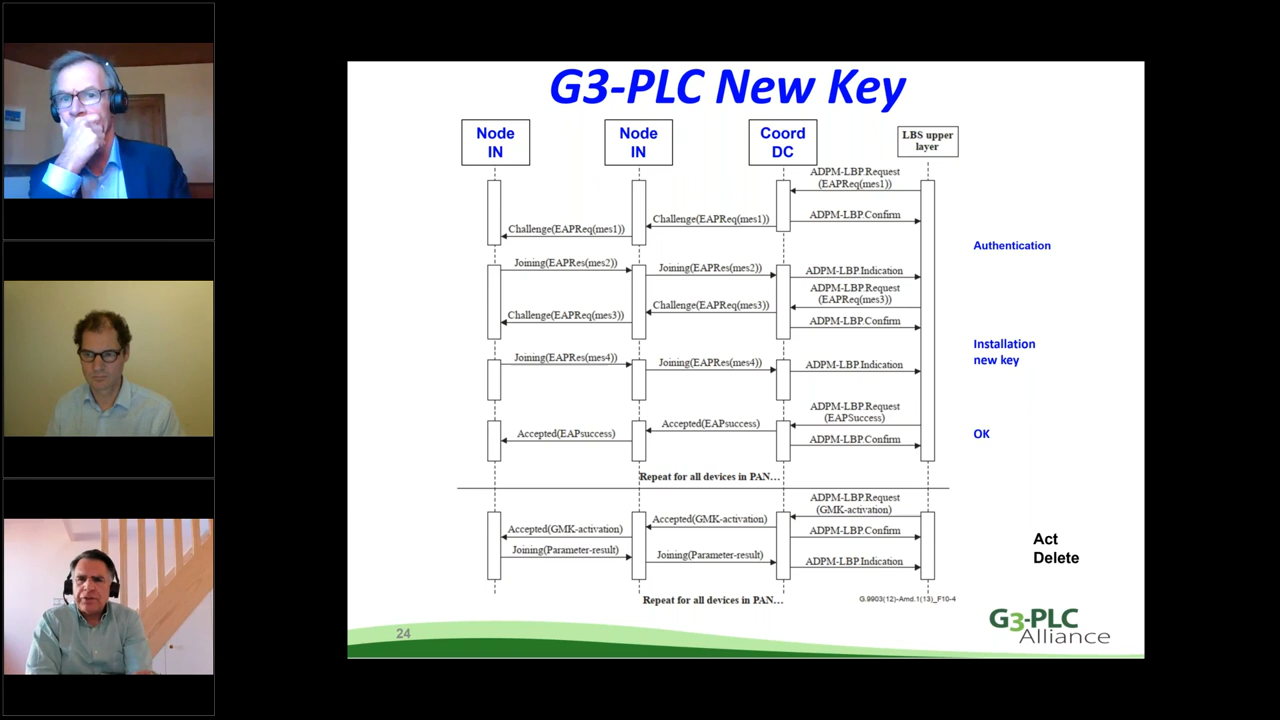 G3-PLC New Key
Node
IN
Node
IN
Coord
DC
LBS upper
layer
ADPM-LBP.Request
(EAPReq(mes1))
ADPM-LBP.Confirm
Challenge(EAPReq(mes1))
Challenge(EAPReq(mes1))
Authentication
Joining(EAPRes(mes2))
Joining(EAPRes(mes2))
ADPM-LBP.Indication
ADPM-LBP.Request
(EAPReq(mes3))
Challenge(EAPReq(mes3))
Challenge(EAPReq(mes3))
ADPM-LBP.Confirm
Installation
new key
Joining(EAPRes(mes4))
Joining(EAPRes(mes4))
ADPM-LBP.Indication
ADPM-LBP.Request
(EAPSuccess)
Accepted(EAPsuccess)
Accepted(EAPsuccess)
ADPM-LBP.Confirm
OK
Repeat for all devices in PAN…
ADPM-LBP.Request
(GMK-activation)
Accepted(GMK-activation)
Accepted(GMK-activation)
ADPM-LBP.Confirm
Joining(Parameter-result)
Joining(Parameter-result)
ADPM-LBP.Indication
Act
Delete
Repeat for all devices in PAN…
G.9903(12)-Amd.1(13)_F10-4
24
G3-PLC
Alliance